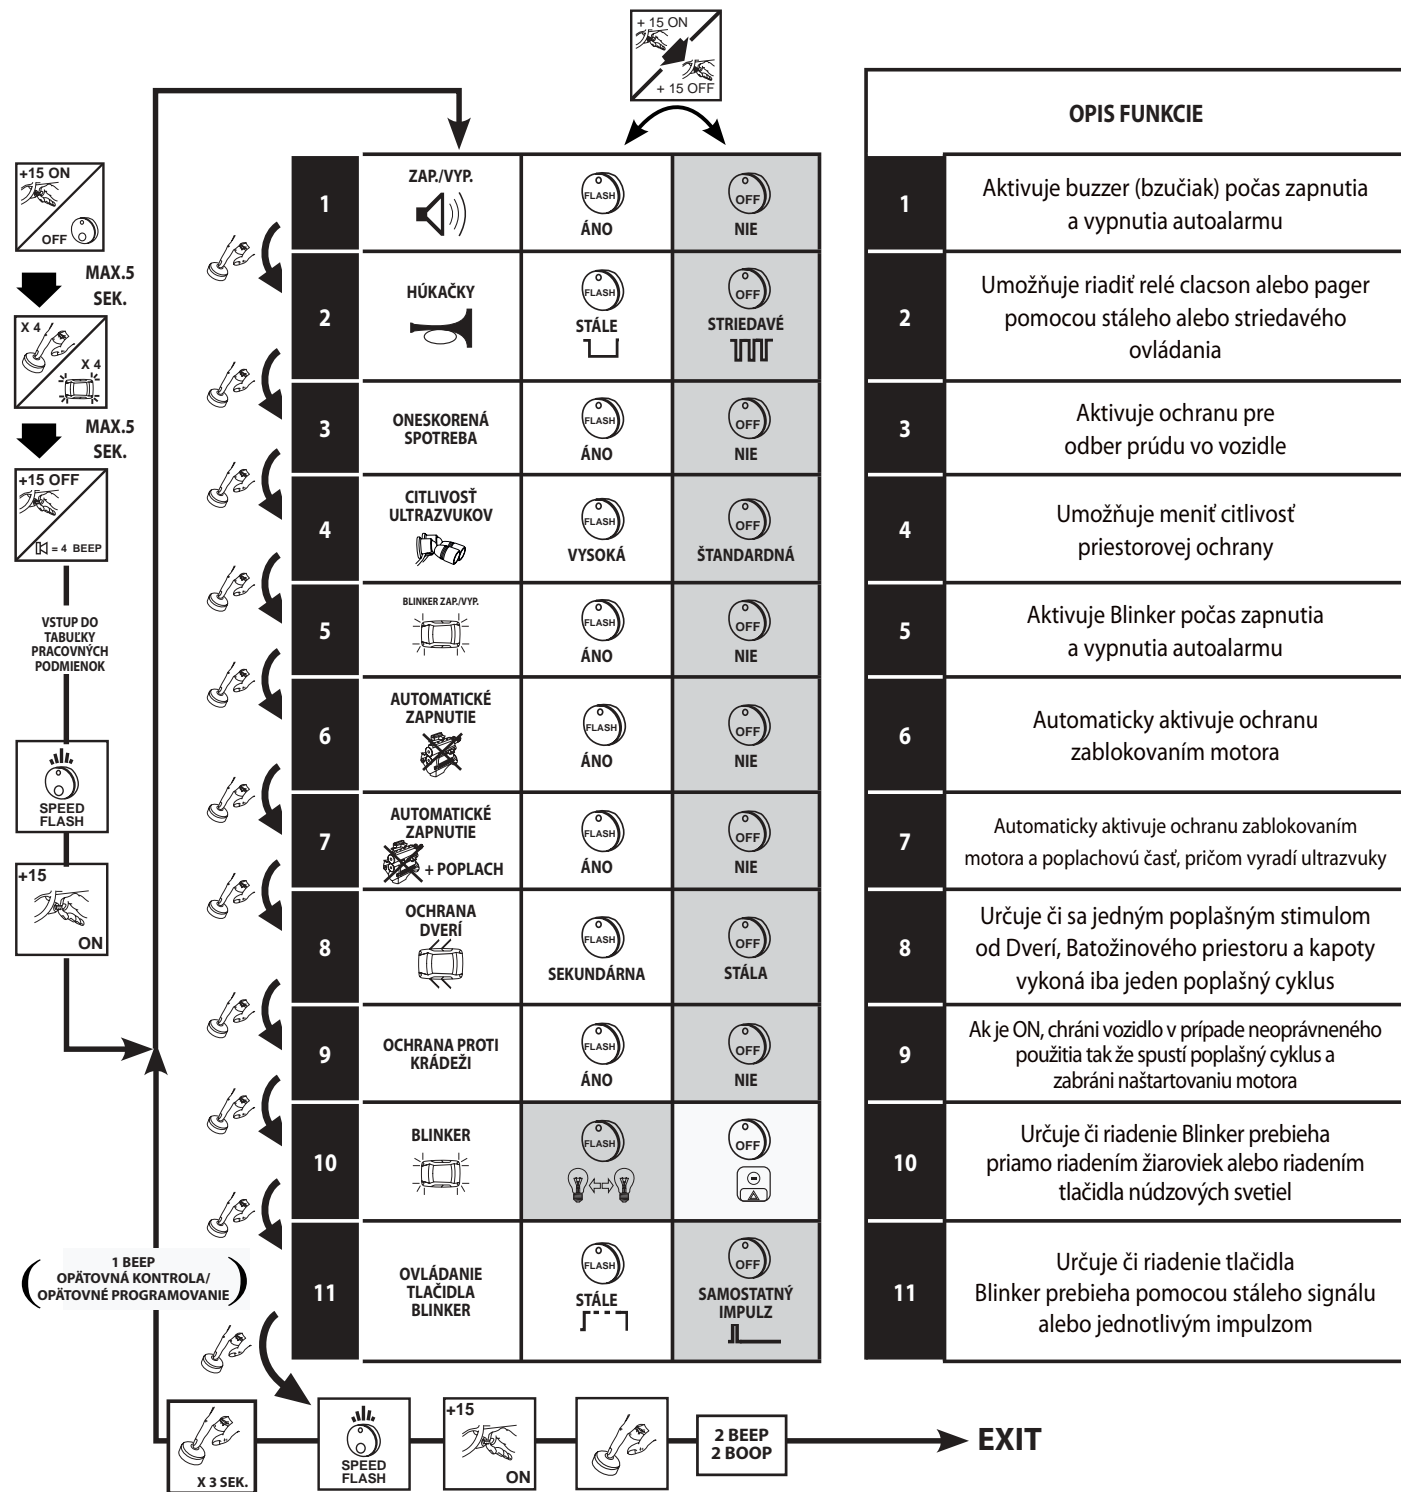 + 15 ON
+ 15 OFF
OPIS FUNKCIE
+15 ON
OFF
MAX.5
SEK.
X 4
X 4
MAX.5
SEK.
+15 OFF
= 4 BEEP
VSTUP DO
TABUĽKY
PRACOVNÝCH
PODMIENOK
SPEED
FLASH
+15
ON
1
ZAP./VYP.
FLASH
ÁNO
OFF
NIE
1
Aktivuje buzzer (bzučiak) počas zapnutia
a vypnutia autoalarmu
2
HÚKAČKY
FLASH
STÁLE
OFF
STRIEDAVÉ
2
Umožňuje riadiť relé clacson alebo pager
pomocou stáleho alebo striedavého
ovládania
3
ONESKORENÁ
SPOTREBA
FLASH
ÁNO
OFF
NIE
3
Aktivuje ochranu pre
odber prúdu vo vozidle
4
CITLIVOSŤ
ULTRAZVUKOV
FLASH
VYSOKÁ
OFF
ŠTANDARDNÁ
4
Umožňuje meniť citlivosť
priestorovej ochrany
5
BLINKER ZAP./VYP.
FLASH
ÁNO
OFF
NIE
5
Aktivuje Blinker počas zapnutia
a vypnutia autoalarmu
6
AUTOMATICKÉ
ZAPNUTIE
FLASH
ÁNO
OFF
NIE
6
Automaticky aktivuje ochranu
zablokovaním motora
7
AUTOMATICKÉ
ZAPNUTIE
+ POPLACH
FLASH
ÁNO
OFF
NIE
7
Automaticky aktivuje ochranu zablokovaním
motora a poplachovú časť, pričom vyradí ultrazvuky
8
OCHRANA
DVERÍ
FLASH
SEKUNDÁRNA
OFF
STÁLA
8
Určuje či sa jedným poplašným stimulom
od Dverí, Batožinového priestoru a kapoty
vykoná iba jeden poplašný cyklus
9
OCHRANA PROTI
KRÁDEŽI
FLASH
ÁNO
OFF
NIE
9
Ak je ON, chráni vozidlo v prípade neoprávneného
použitia tak že spustí poplašný cyklus a
zabráni naštartovaniu motora
10
BLINKER
FLASH
OFF
10
Určuje či riadenie Blinker prebieha
priamo riadením žiaroviek alebo riadením
tlačidla núdzových svetiel
11
OVLÁDANIE
TLAČIDLA
BLINKER
FLASH
STÁLE
OFF
SAMOSTATNÝ
IMPULZ
11
Určuje či riadenie tlačidla
Blinker prebieha pomocou stáleho signálu
alebo jednotlivým impulzom
( 1 BEEP
OPÄTOVNÁ KONTROLA/
OPÄTOVNÉ PROGRAMOVANIE )
X 3 SEK.
SPEED
FLASH
+15
ON
2 BEEP
2 BOOP
EXIT